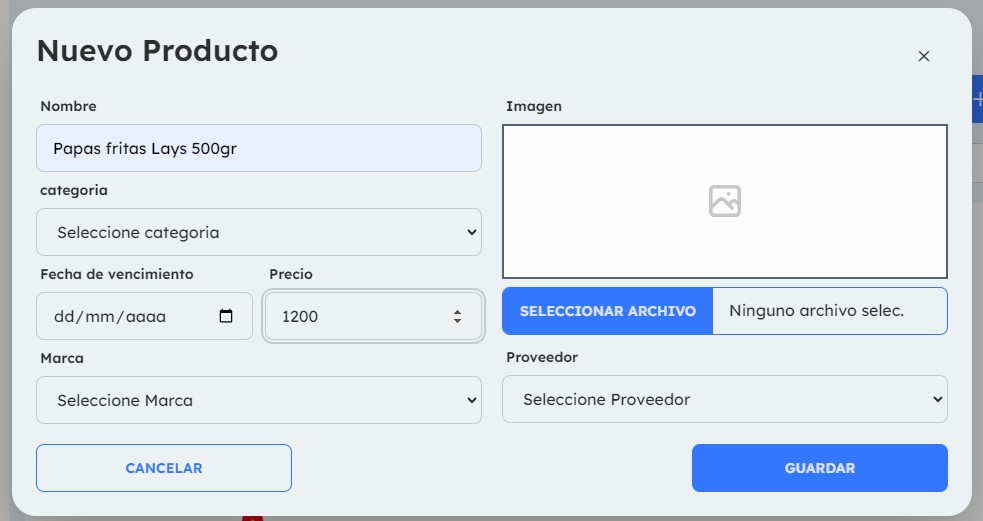 Nuevo Producto
Nombre
Papas fritas Lays 500gr
categoria
Seleccione categoria
Fecha de vencimiento
Precio
dd/mm/aaaa
1200
Marca
Seleccione Marca
Imagen
SELECCIONAR ARCHIVO
Ninguno archivo selec.
Proveedor
Seleccione Proveedor
CANCELAR
GUARDAR